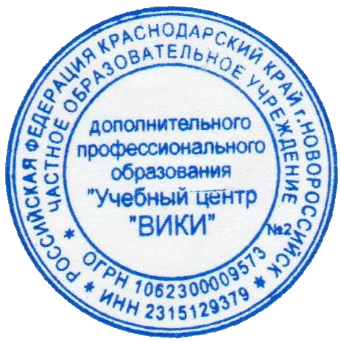 РОССИЙСКАЯ ФЕДЕРАЦИЯ КРАСНОДАРСКИЙ КРАЙ г.НОВОРОССИЙСК
* ИНН 2315129379 *
ЧАСТНОЕ ОБРАЗОВАТЕЛЬНОЕ УЧРЕЖДЕНИЕ
* ОГРН 1062300009573
№2
дополнительного
профессионального
образования
"Учебный центр
"ВИКИ"